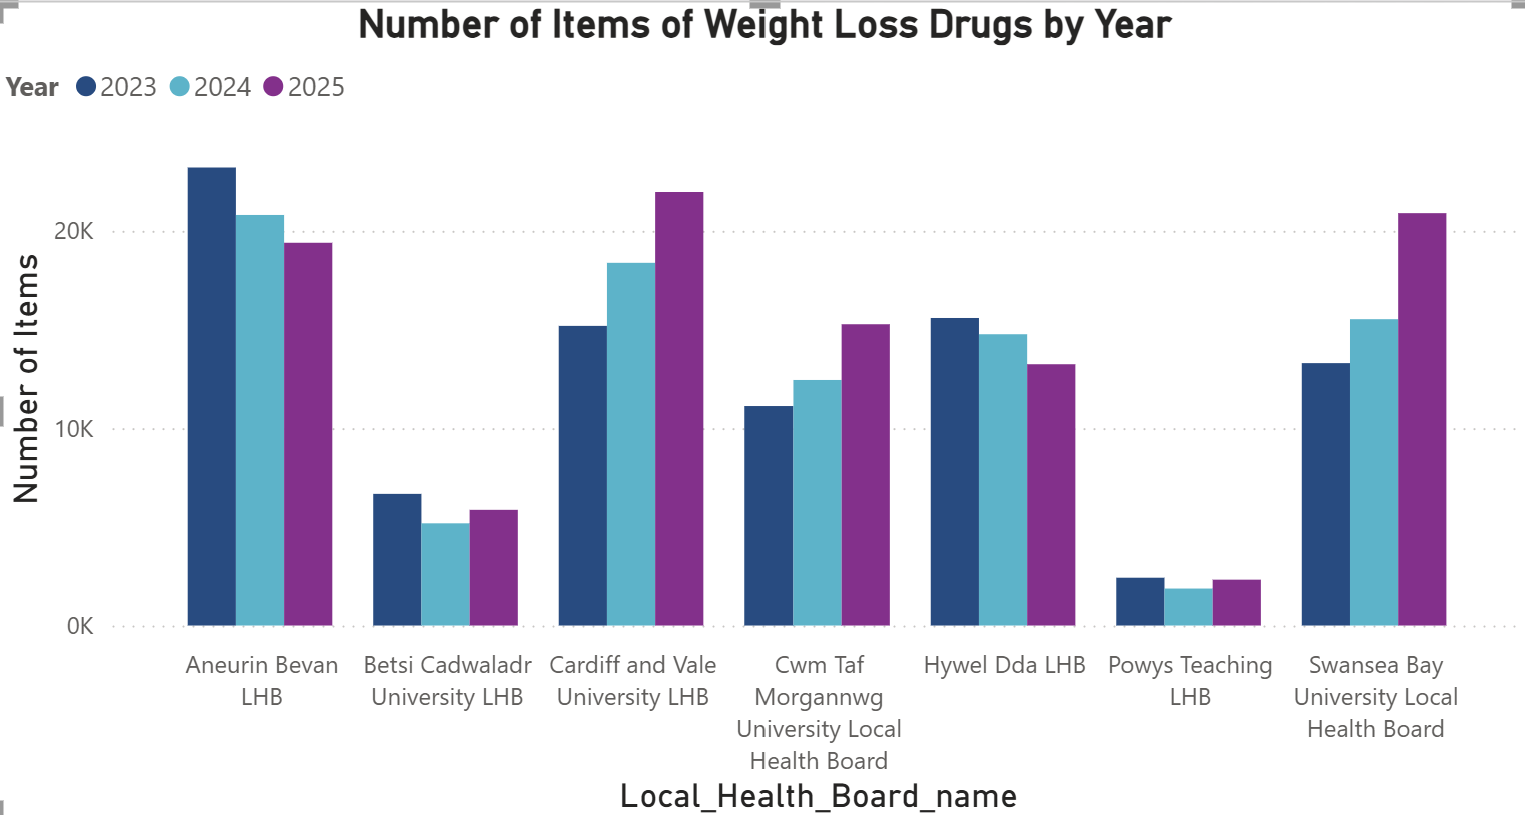 Number of Items of Weight Loss Drugs by Year
Year 2023 2024 2025
Number of Items
20K
10K
0K
Aneurin Bevan
LHB
Betsi Cadwaladr
University LHB
Cardiff and Vale
University LHB
Cwm Taf
Morgannwg
University Local
Health Board
Hywel Dda LHB
Powys Teaching
LHB
Swansea Bay
University Local
Health Board
Local_Health_Board_name